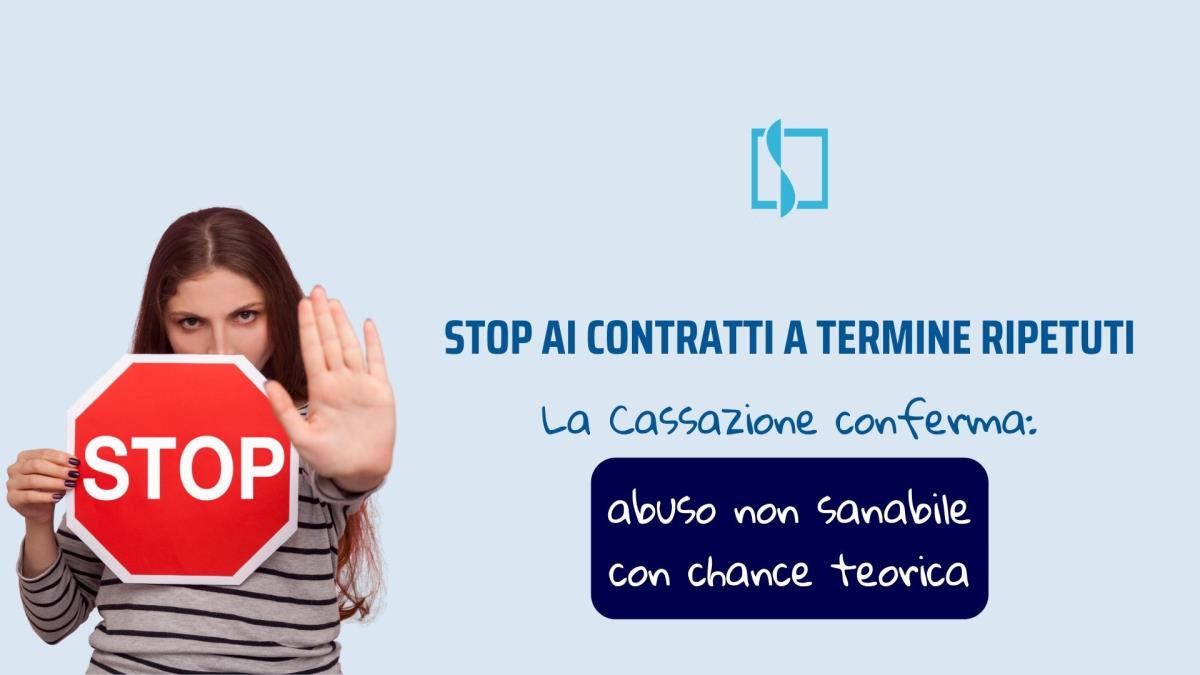 STOP AI CONTRATTI A TERMINE RIPETUTI
La Cassazione conferma:
abuso non sanabile
con chance teorica
STOP